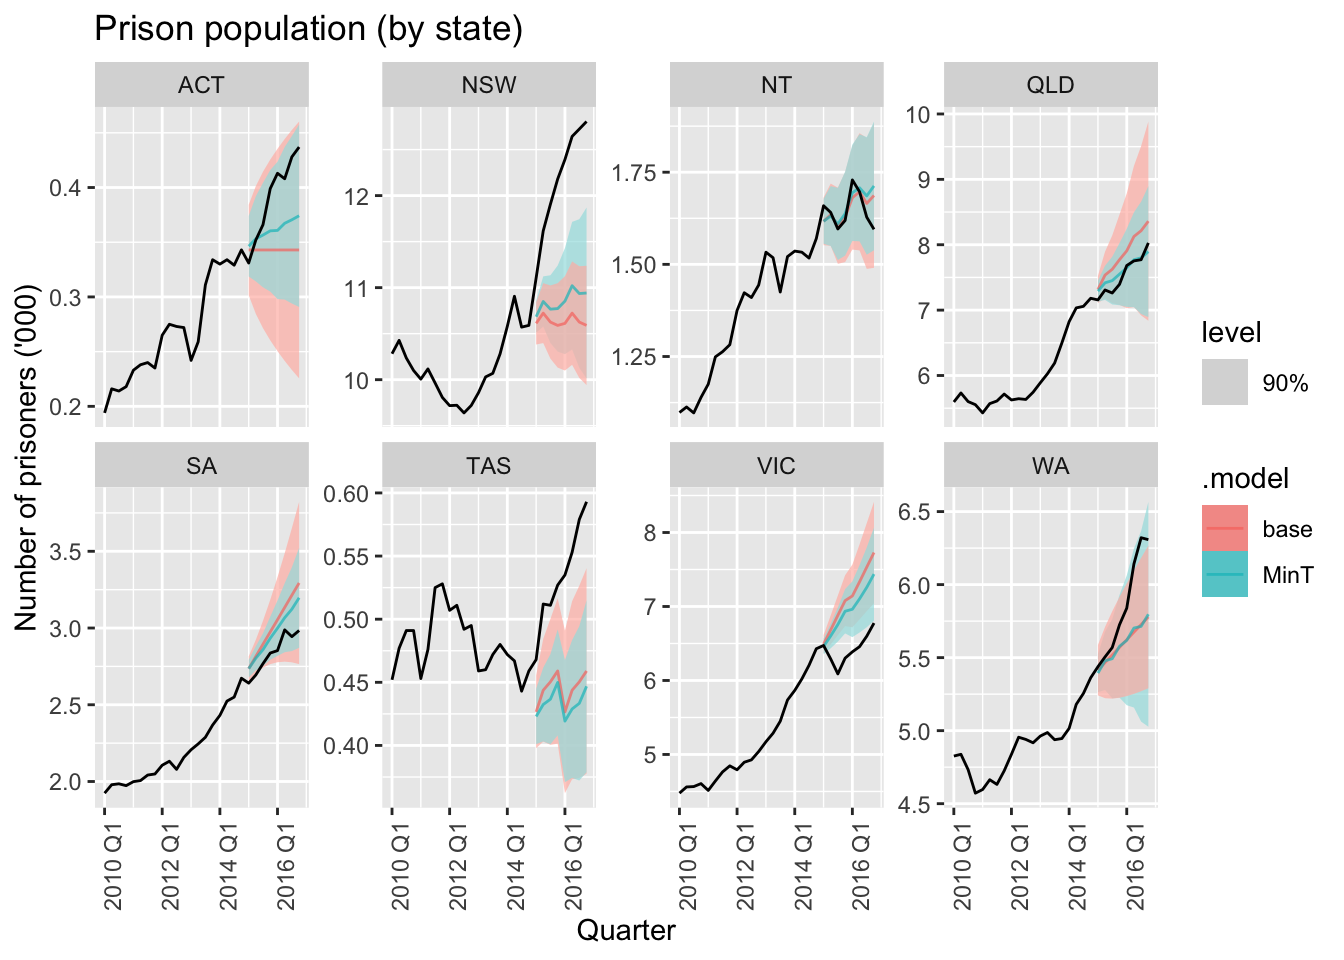 Prison population (by state)
ACT NSW NT QLD
0.4
0.3
0.2
12
11
10
1.75
1.50
1.25
10
9
8
7
6
SA TAS VIC WA
3.5
3.0
2.5
2.0
0.60
0.55
0.50
0.45
0.40
8
7
6
5
6.5
6.0
5.5
5.0
4.5
2010 Q1 2012 Q1 2014 Q1 2016 Q1
2010 Q1 2012 Q1 2014 Q1 2016 Q1
2010 Q1 2012 Q1 2014 Q1 2016 Q1
2010 Q1 2012 Q1 2014 Q1 2016 Q1
Quarter
Number of prisoners ('000)
level
90%
.model
base
MinT